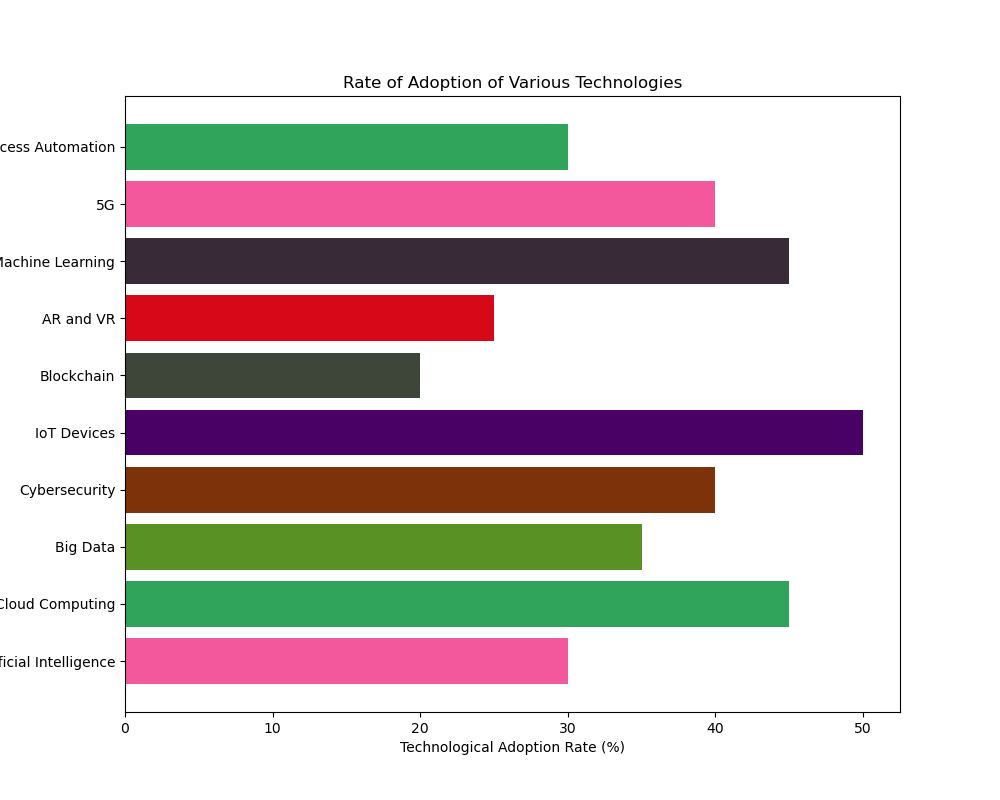 Rate of Adoption of Various Technologies
cess Automation
5G
Machine Learning
AR and VR
Blockchain
IoT Devices
Cybersecurity
Big Data
Cloud Computing
ficial Intelligence
0 10 20 30 40 50
Technological Adoption Rate (%)